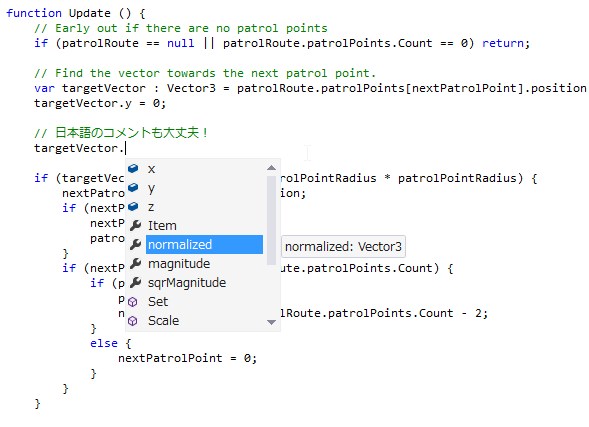 function Update () {
// Early out if there are no patrol points
if (patrolRoute == null || patrolRoute.patrolPoints.Count == 0) return;
// Find the vector towards the next patrol point.
var targetVector : Vector3 = patrolRoute.patrolPoints[nextPatrolPoint].position
targetVector.y = 0;
// 日本語のコメントも大丈夫！
targetVector.
x
if (targetVec rolPointRadius * patrolPointRadius) {
y
nextPatro ion;
z
if (nextP
Item
nextP
normalized normalized: Vector3
patro
magnitude
}
sqrMagnitude
if (nextP ute.patrolPoints.Count) {
Set
if (p
Scale
p
n lRoute.patrolPoints.Count - 2;
}
else {
nextPatrolPoint = 0;
}
}
}